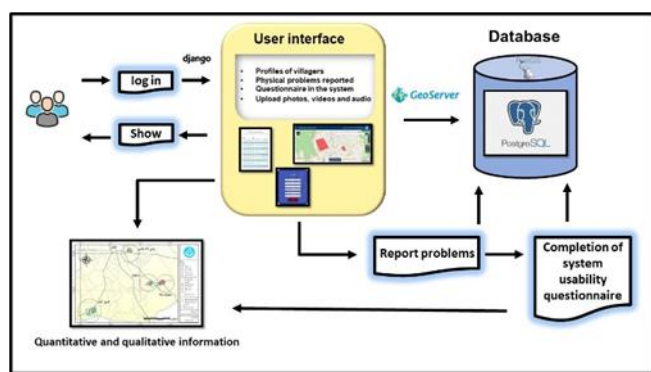 User interface
Database
django
log in
Show
• Profiles of villagers
• Physical problems reported
• Questionnaire in the system
• Upload photos, videos and audio
GeoServer
PostgreSQL
Report problems
Completion of
system
usability
questionnaire
Quantitative and qualitative information